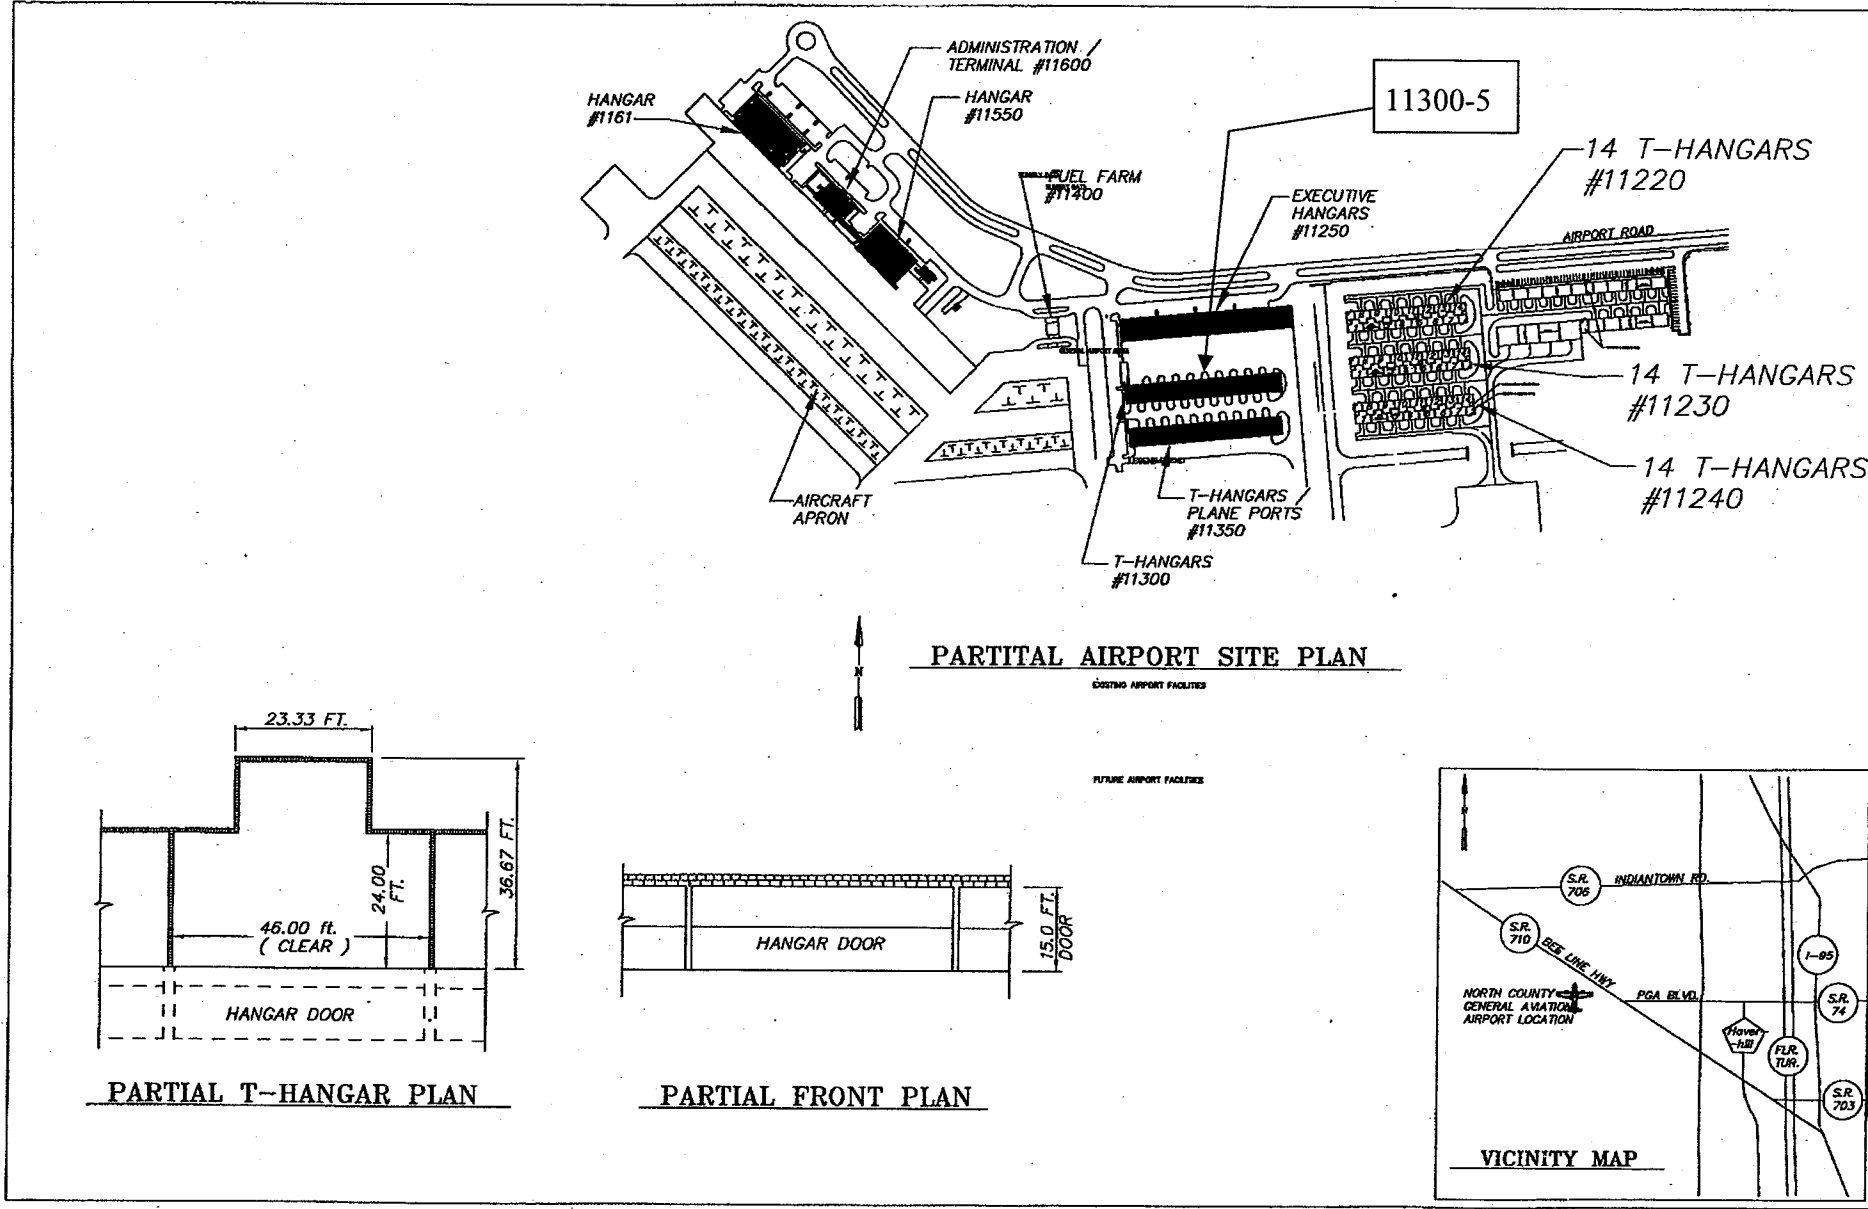 ADMINISTRATION /
TERMINAL #11600
HANGAR
#1161
HANGAR
#11550
11300-5
14 T-HANGARS
#11220
FUEL FARM
#11400
EXECUTIVE
HANGARS
#11250
AIRPORT ROAD
GENERAL AIRPORT AREA
14 T-HANGARS
#11230
14 T-HANGARS
#11240
AIRCRAFT
APRON
T-HANGARS
PLANE PORTS
#11350
T-HANGARS
#11300
N
PARTITAL AIRPORT SITE PLAN
EXISTING AIRPORT FACILITIES
FUTURE AIRPORT FACILITIES
23.33 FT.
36.67 FT.
24.00
FT.
46.00 ft.
( CLEAR )
HANGAR DOOR
PARTIAL T-HANGAR PLAN
HANGAR DOOR
15.0 FT.
DOOR
PARTIAL FRONT PLAN
N
S.R.
706
INDIANTOWN RD.
S.R.
710
BEE LINE HWY
I-95
NORTH COUNTY
GENERAL AVIATION
AIRPORT LOCATION
PGA BLVD.
S.R.
74
Haver-
-hill
FLR.
TUR.
S.R.
703
VICINITY MAP